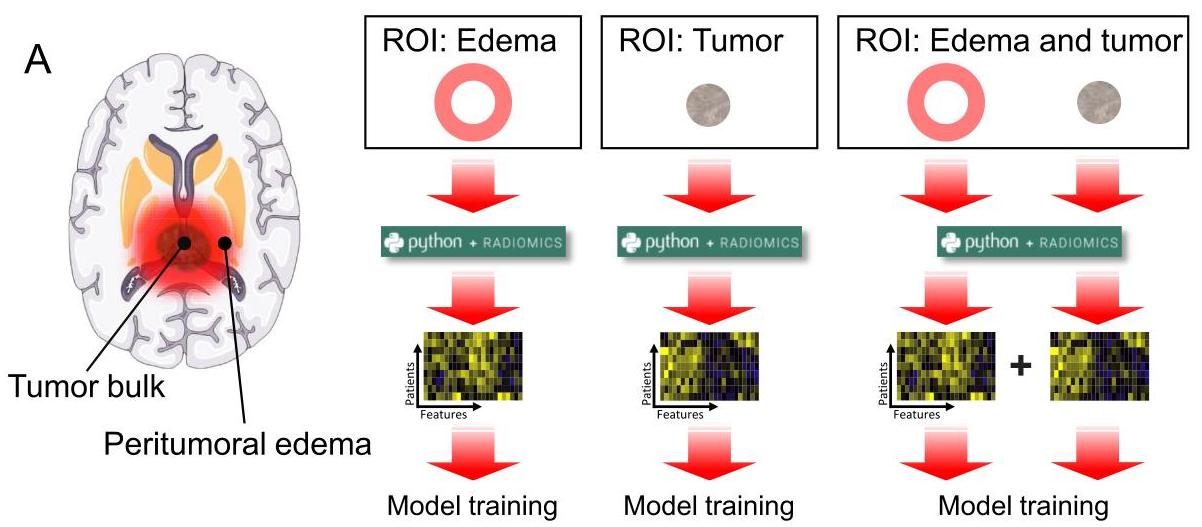 A
Tumor bulk
Peritumoral edema
ROI: Edema
ROI: Tumor
ROI: Edema and tumor
python + RADIOMICS
python + RADIOMICS
python + RADIOMICS
Patients
Features
Patients
Features
Patients
Features
+
Model training
Model training
Model training